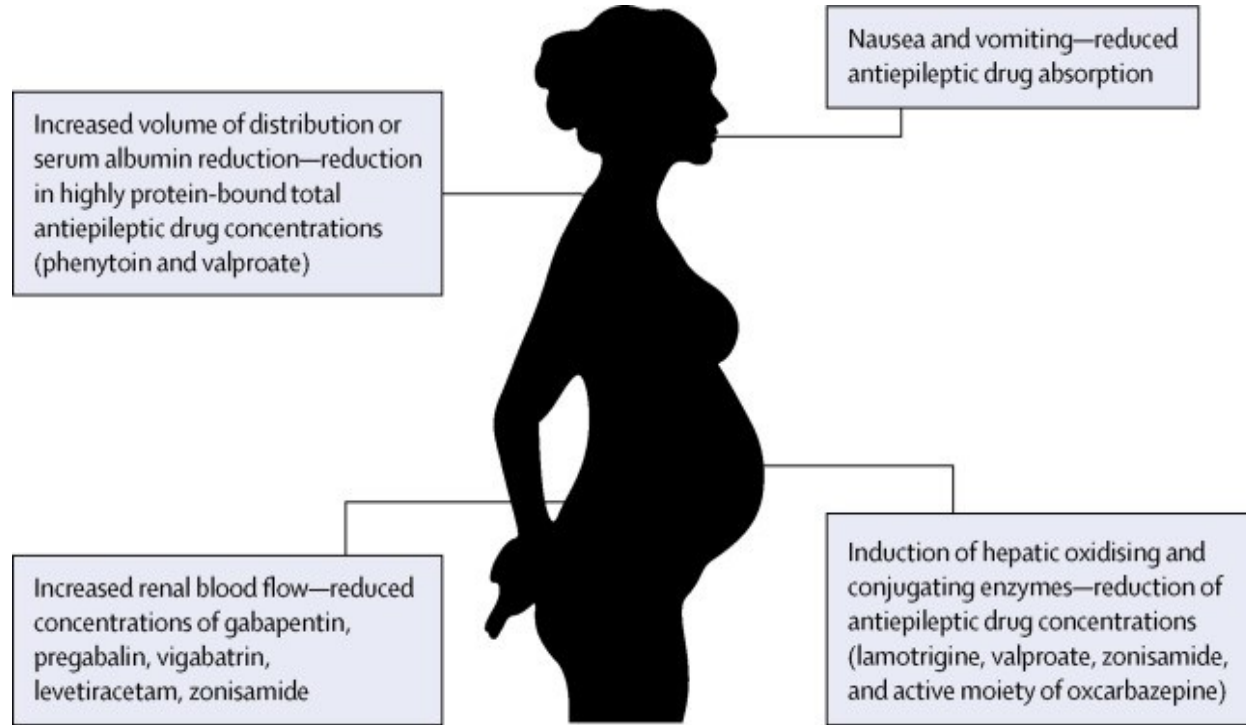 Nausea and vomiting—reduced
antiepileptic drug absorption
Increased volume of distribution or
serum albumin reduction—reduction
in highly protein-bound total
antiepileptic drug concentrations
(phenytoin and valproate)
Increased renal blood flow—reduced
concentrations of gabapentin,
pregabalin, vigabatrin,
levetiracetam, zonisamide
Induction of hepatic oxidising and
conjugating enzymes—reduction of
antiepileptic drug concentrations
(lamotrigine, valproate, zonisamide,
and active moiety of oxcarbazepine)